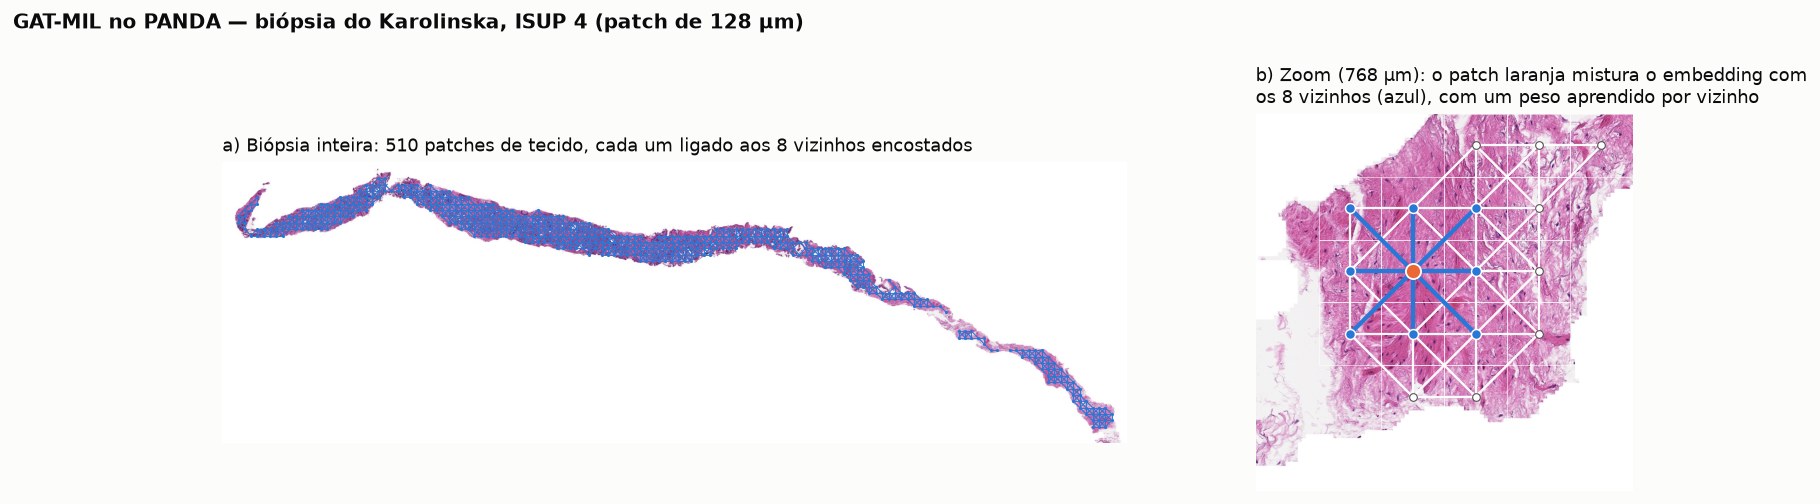 GAT-MIL no PANDA — biópsia do Karolinska, ISUP 4 (patch de 128 µm)
a) Biópsia inteira: 510 patches de tecido, cada um ligado aos 8 vizinhos encostados
b) Zoom (768 µm): o patch laranja mistura o embedding com
os 8 vizinhos (azul), com um peso aprendido por vizinho